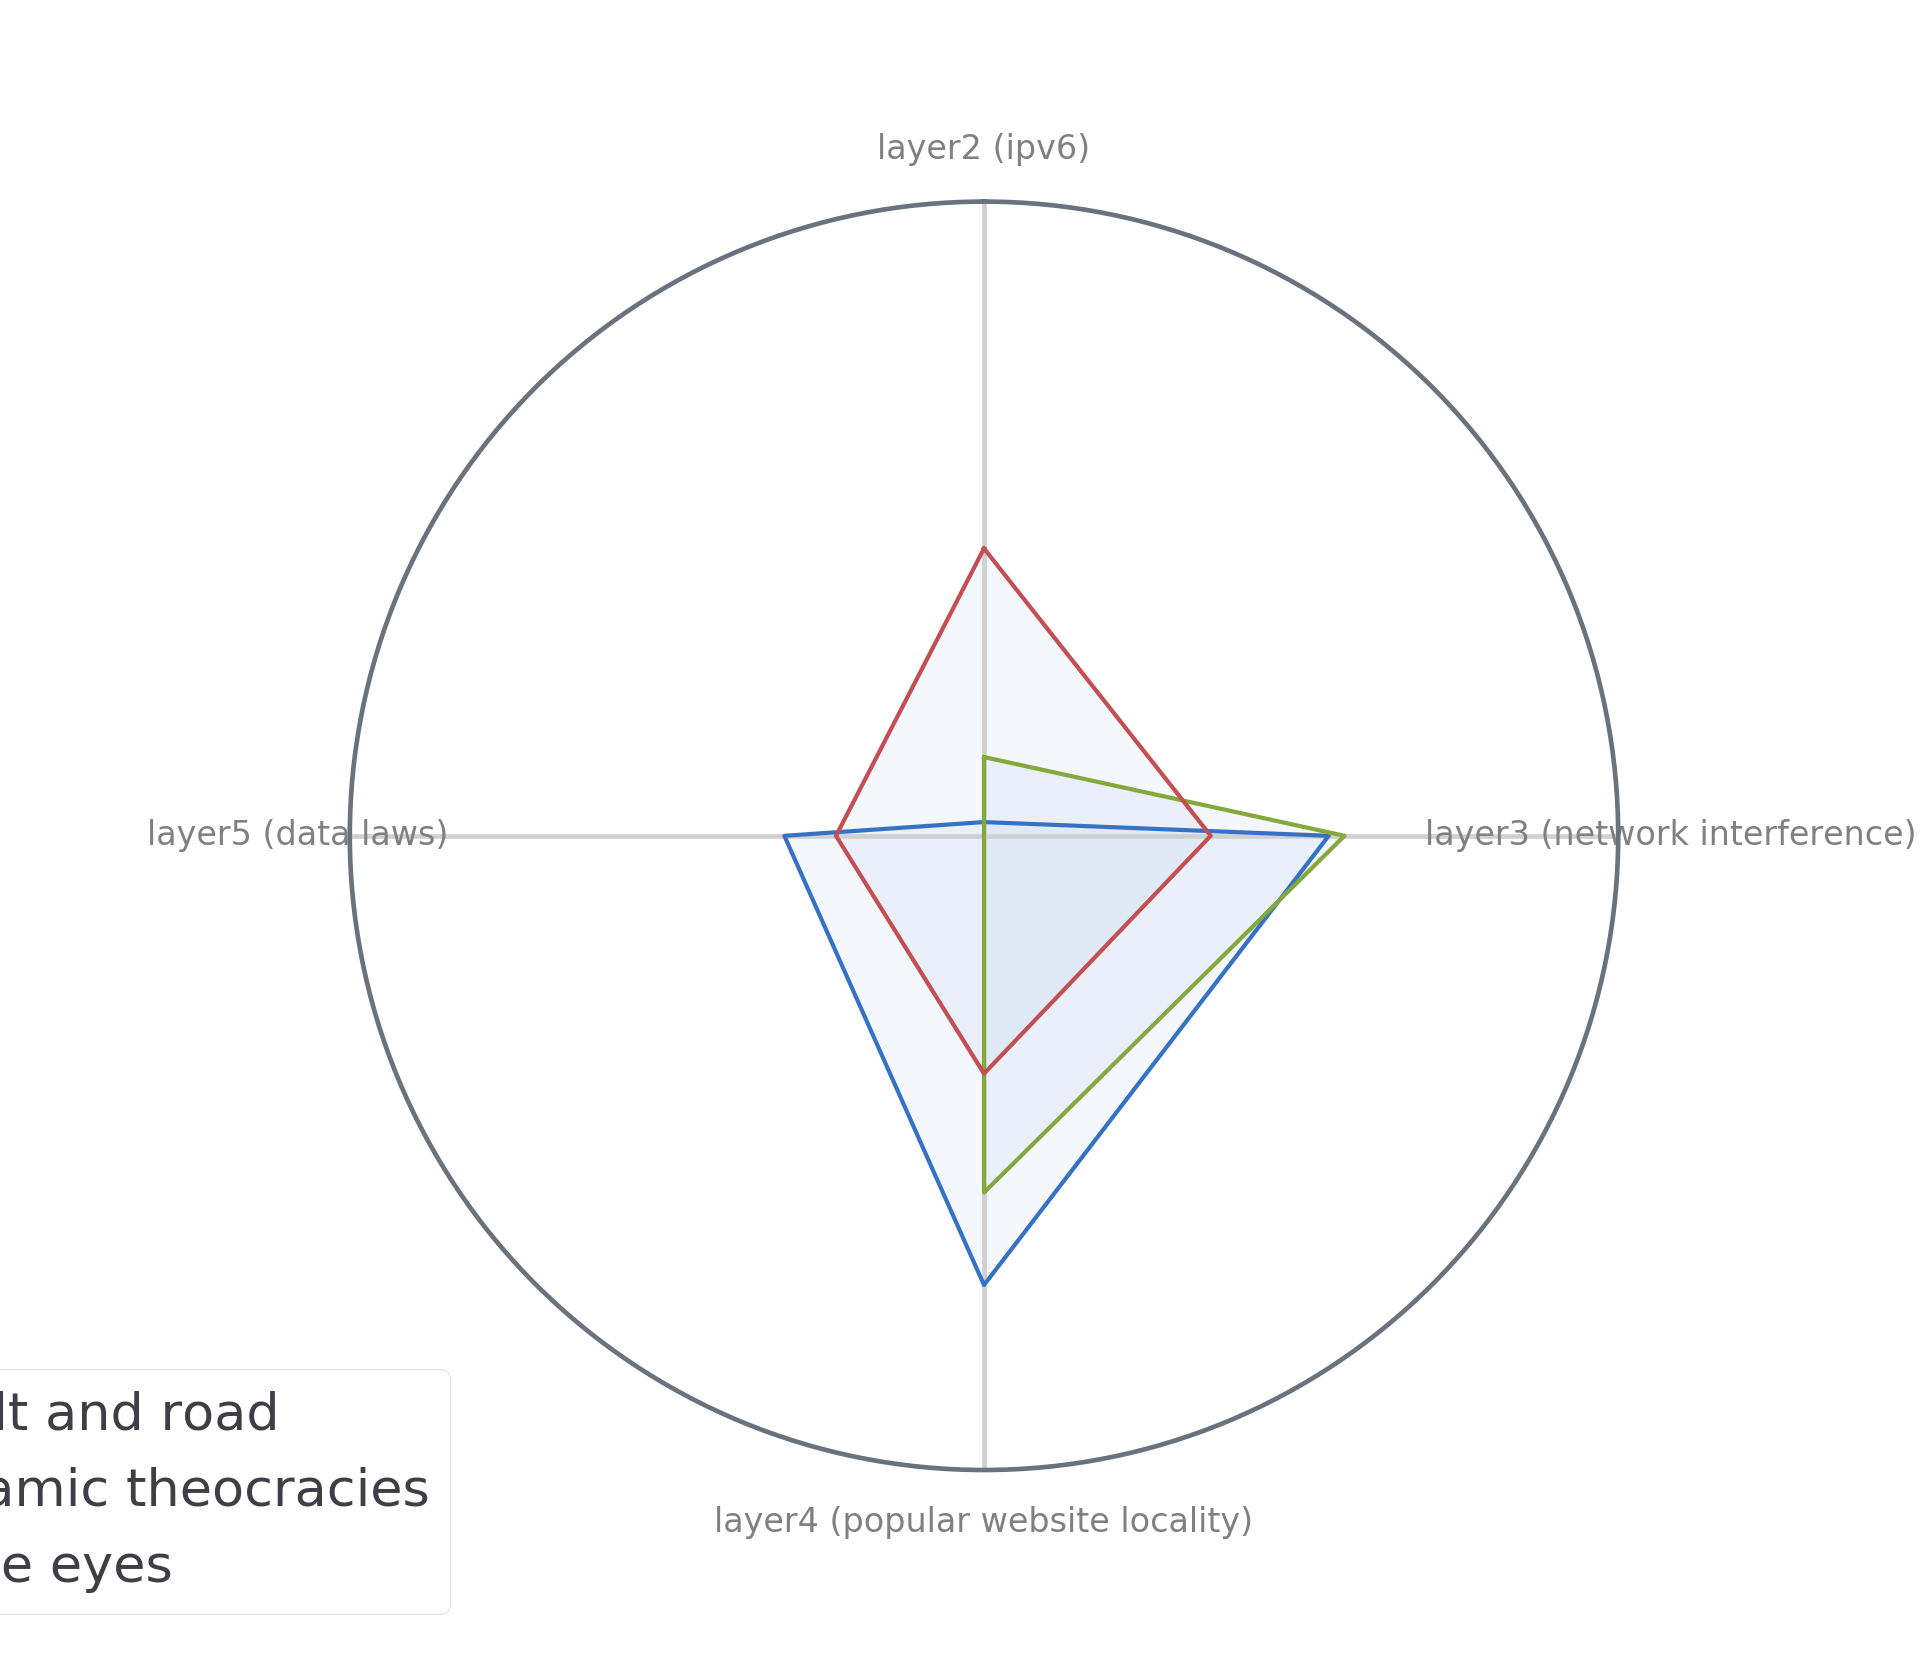 layer2 (ipv6)
layer5 (data laws)
layer3 (network interference)
layer4 (popular website locality)
lt and road
amic theocracies
e eyes